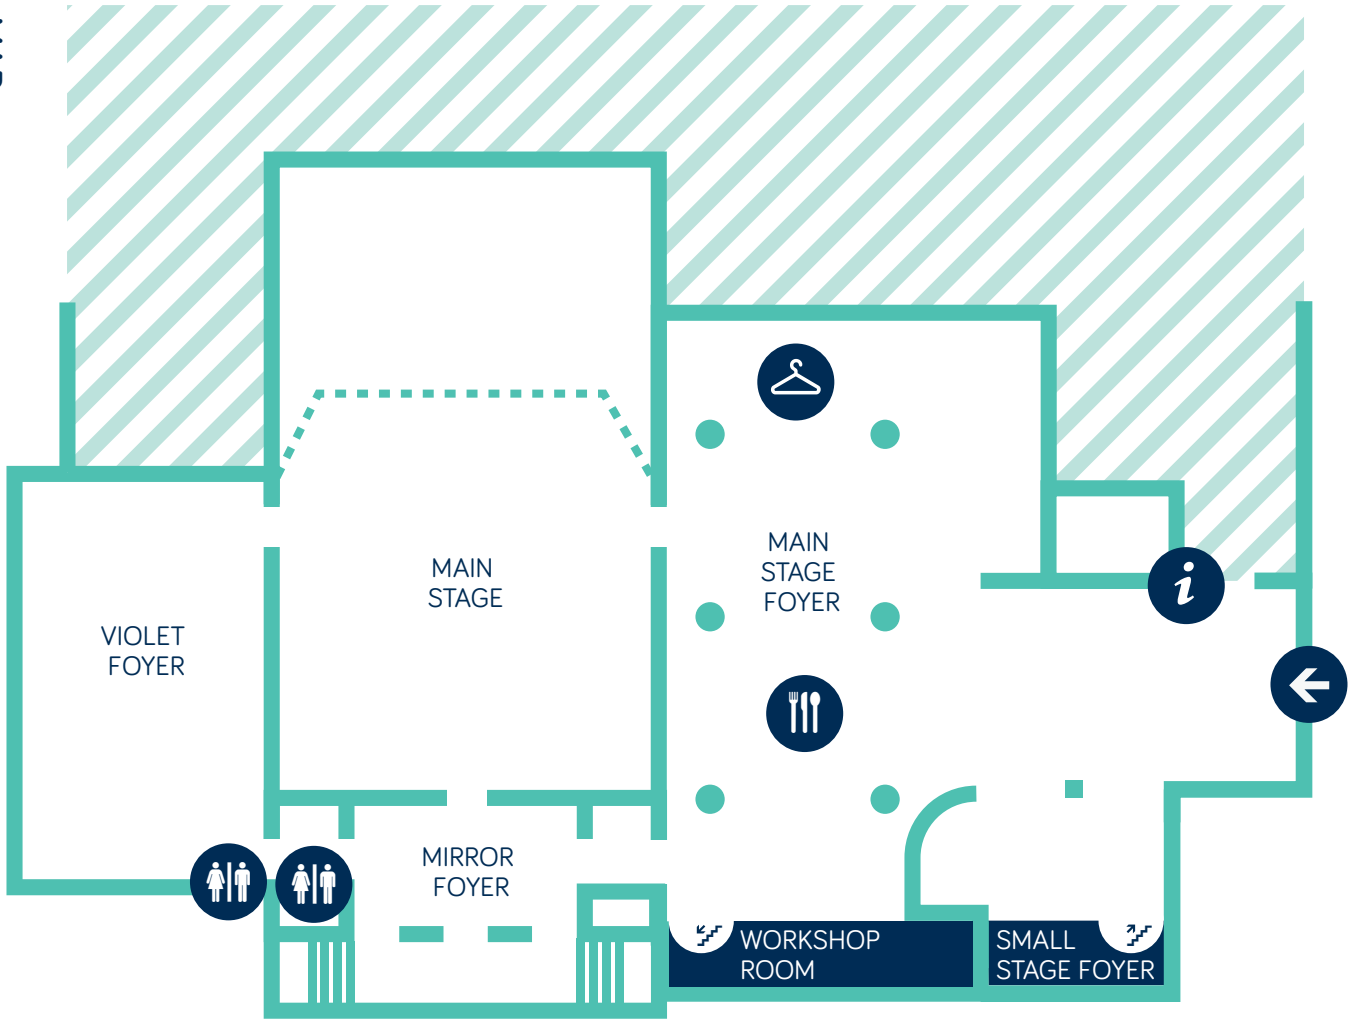 MAIN
STAGE
FOYER
MAIN
STAGE
VIOLET
FOYER
MIRROR
FOYER
WORKSHOP
ROOM
SMALL
STAGE FOYER
i